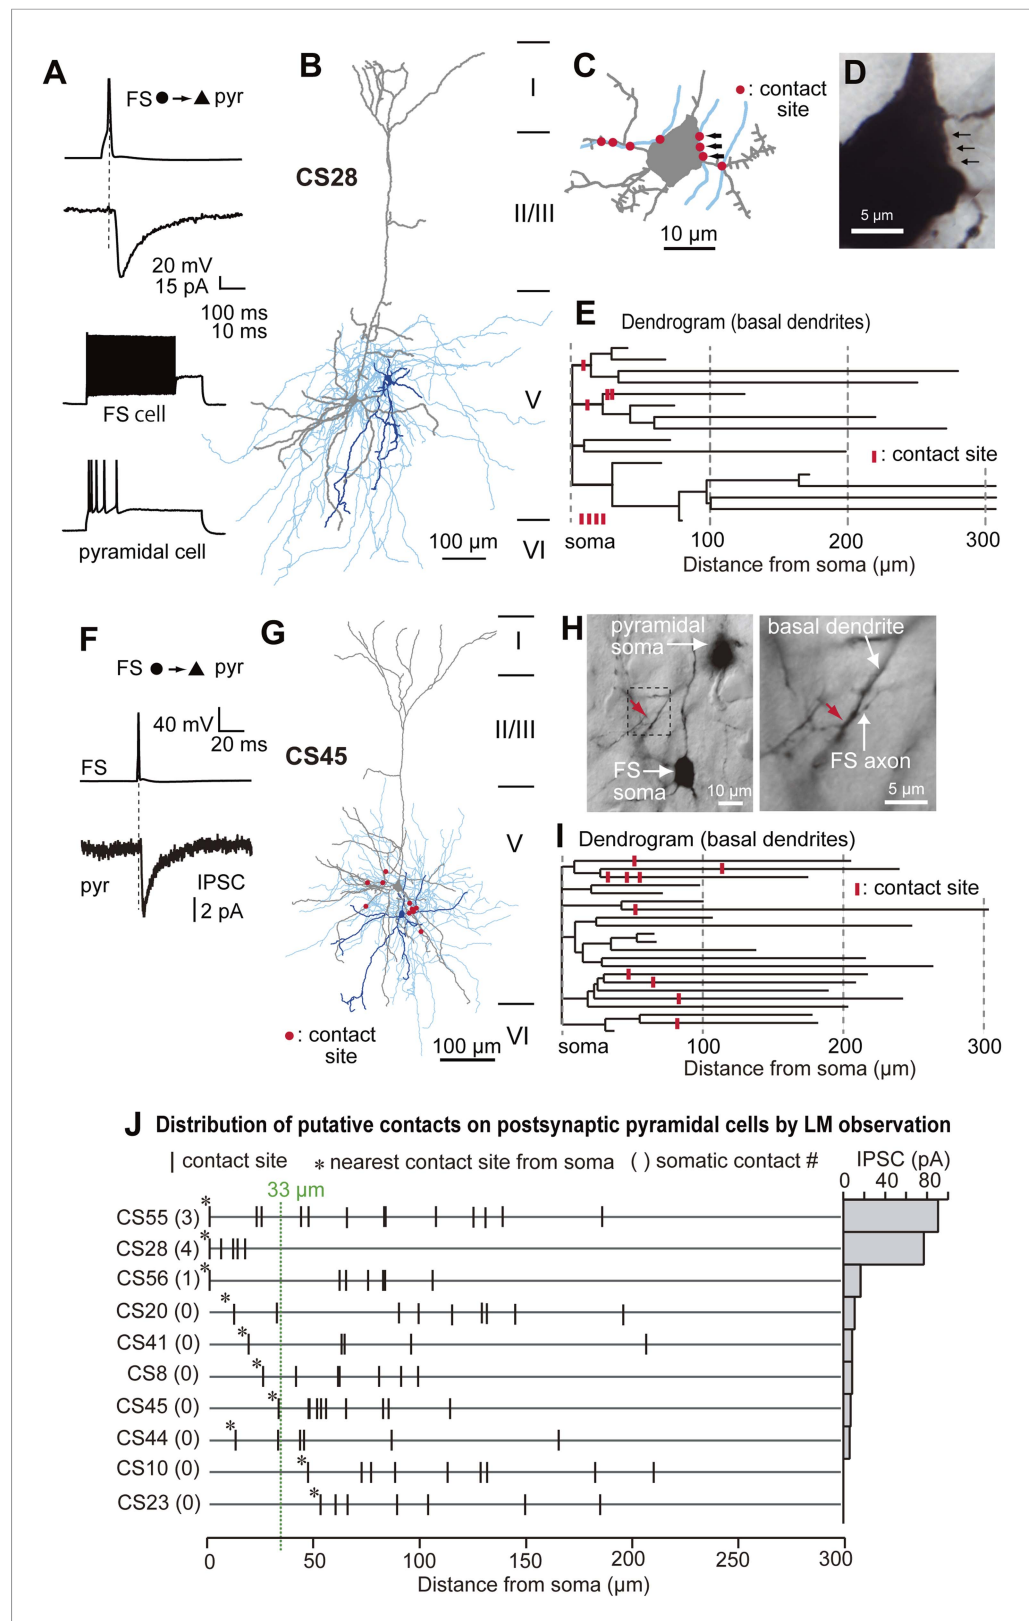 A
FS → pyr
20 mV
15 pA
100 ms
10 ms
FS cell
pyramidal cell
B
CS28
I
II/III
V
VI
100 µm
C
: contact
site
10 µm
D
5 µm
E
Dendrogram (basal dendrites)
: contact site
soma
100
200
300
Distance from soma (µm)
F
FS → pyr
40 mV
20 ms
FS
pyr
IPSC
2 pA
G
CS45
I
II/III
V
VI
: contact
site
100 µm
H
pyramidal
soma
FS
soma
10 µm
basal dendrite
FS axon
5 µm
I
Dendrogram (basal dendrites)
: contact site
soma
100
200
300
Distance from soma (µm)
J Distribution of putative contacts on postsynaptic pyramidal cells by LM observation
| contact site * nearest contact site from soma ( ) somatic contact # IPSC (pA)
0 40 80
33 µm
* CS55 (3)
* CS28 (4)
* CS56 (1)
* CS20 (0)
* CS41 (0)
* CS8 (0)
* CS45 (0)
* CS44 (0)
* CS10 (0)
* CS23 (0)
0 50 100 150 200 250 300
Distance from soma (µm)